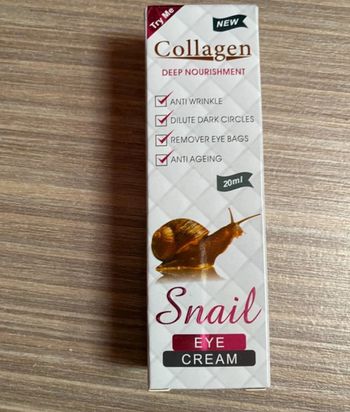 Try Me
NEW
Collagen
DEEP NOURISHMENT
ANTI WRINKLE
DILUTE DARK CIRCLES
REMOVER EYE BAGS
ANTI AGEING
20ml
Snail
EYE
CREAM